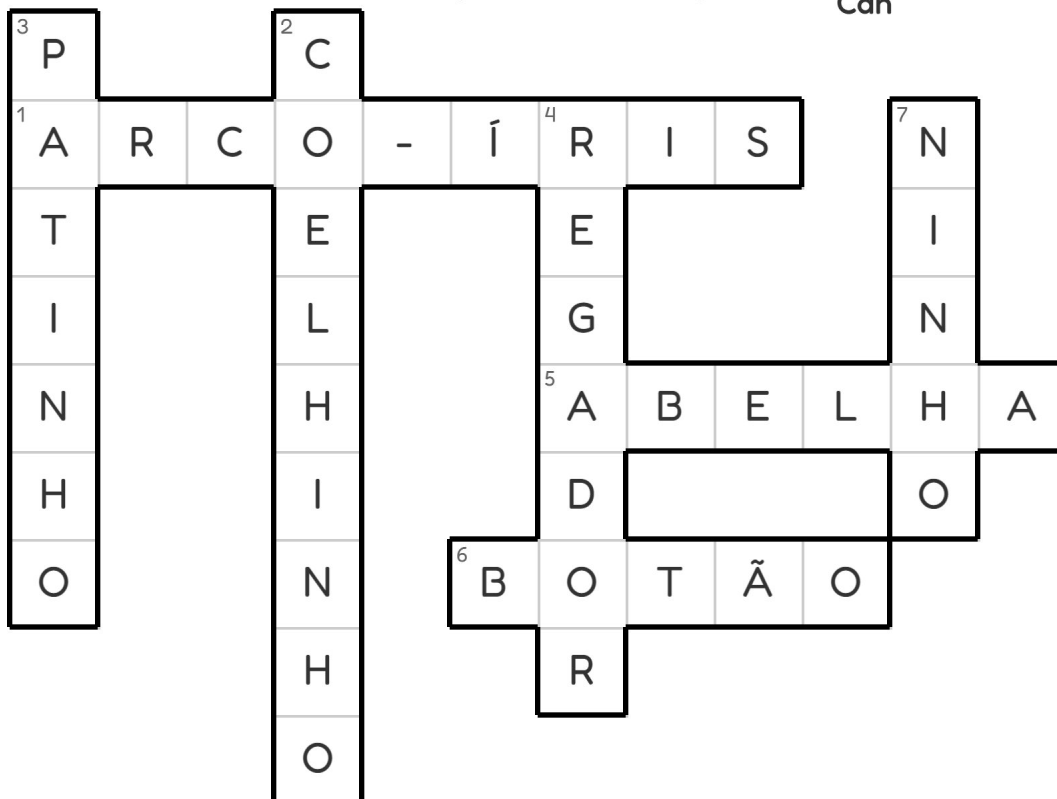 Can
3 P 2 C
1 A R C O - Í 4 R I S 7 N
T E E I
I L G N
N H 5 A B E L H A
H I D O
O N 6 B O T Ã O
H R
O